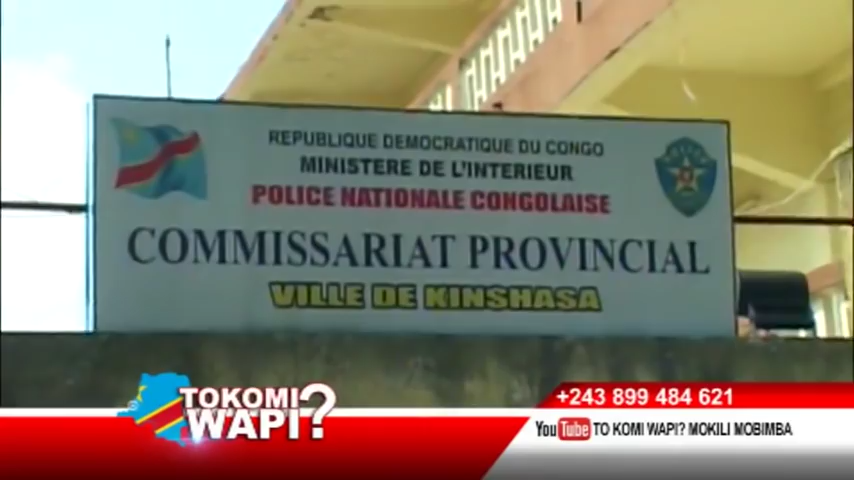 REPUBLIQUE DEMOCRATIQUE DU CONGO
MINISTERE DE L'INTERIEUR
POLICE NATIONALE CONGOLAISE
COMMISSARIAT PROVINCIAL
VILLE DE KINSHASA
TOKOMI
WAPI?
+243 899 484 621
YouTube TO KOMI WAPI? MOKILI MOBIMBA